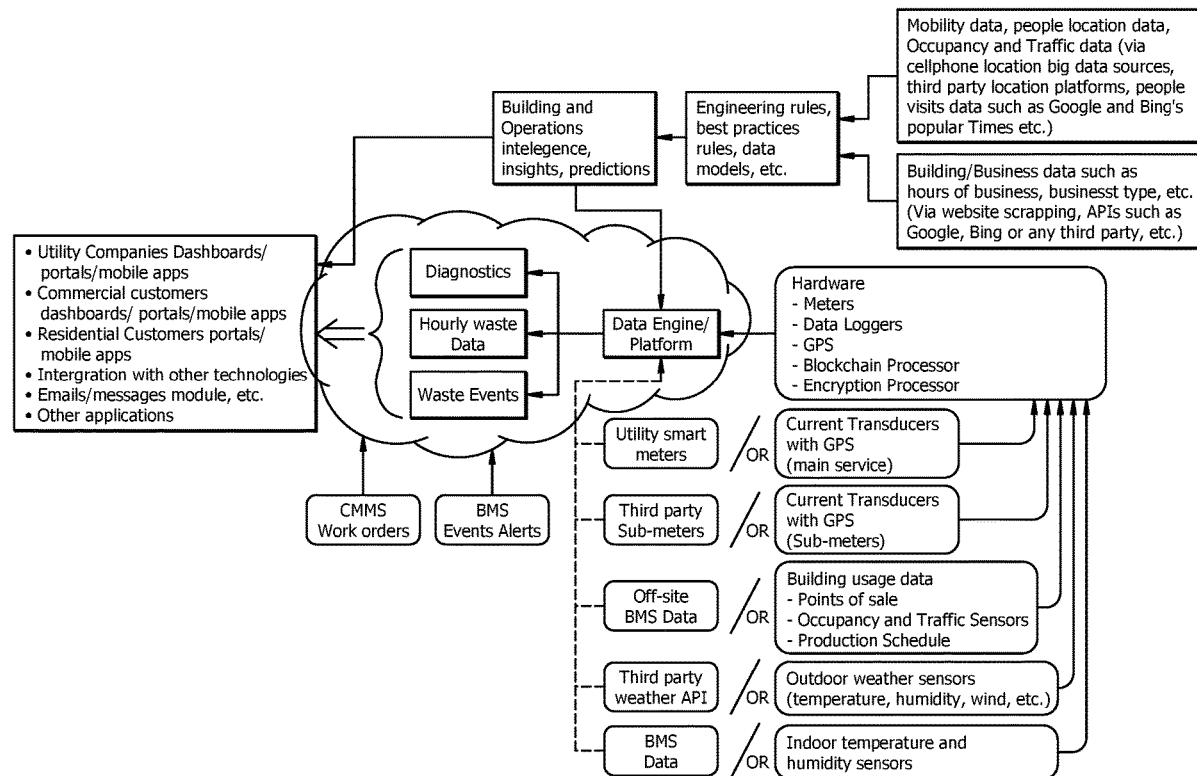 Mobility data, people location data,
Occupancy and Traffic data (via
cellphone location big data sources,
third party location platforms, people
visits data such as Google and Bing's
popular Times etc.)
Building and
Operations
intelegence,
insights, predictions
Engineering rules,
best practices
rules, data
models, etc.
Building/Business data such as
hours of business, businesst type, etc.
(Via website scrapping, APIs such as
Google, Bing or any third party, etc.)
• Utility Companies Dashboards/
portals/mobile apps
• Commercial customers
dashboards/ portals/mobile apps
• Residential Customers portals/
mobile apps
• Intergration with other technologies
• Emails/messages module, etc.
• Other applications
Diagnostics
Hourly waste
Data
Waste Events
Data Engine/
Platform
Hardware
- Meters
- Data Loggers
- GPS
- Blockchain Processor
- Encryption Processor
CMMS
Work orders
BMS
Events Alerts
Utility smart
meters
/OR
Current Transducers
with GPS
(main service)
Third party
Sub-meters
/OR
Current Transducers
with GPS
(Sub-meters)
Off-site
BMS Data
/OR
Building usage data
- Points of sale
- Occupancy and Traffic Sensors
- Production Schedule
Third party
weather API
/OR
Outdoor weather sensors
(temperature, humidity, wind, etc.)
BMS
Data
/OR
Indoor temperature and
humidity sensors